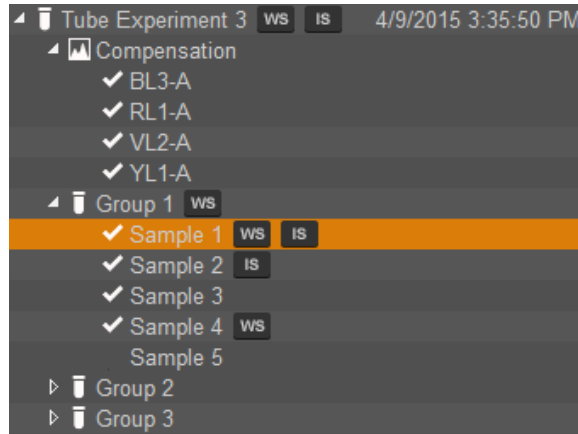 Tube Experiment 3 WS IS 4/9/2015 3:35:50 PM
Compensation
BL3-A
RL1-A
VL2-A
YL1-A
Group 1 WS
Sample 1 WS IS
Sample 2 IS
Sample 3
Sample 4 WS
Sample 5
Group 2
Group 3